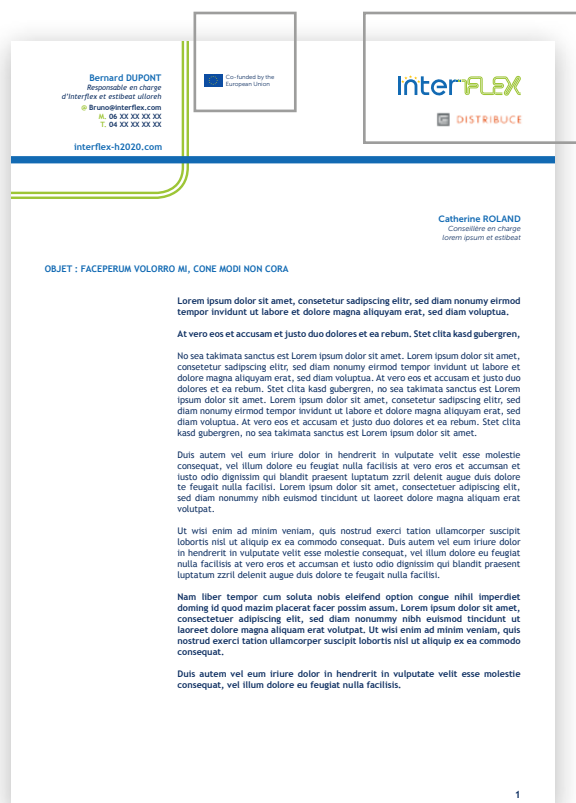 Bernard DUPONT
Responsable en charge
d'Interflex et estibeat ulloreh
@ Bruno@interflex.com
M. 06 XX XX XX XX
T. 04 XX XX XX XX
interflex-h2020.com
Co-funded by the
European Union
InterFLEX
DISTRIBUCE
Catherine ROLAND
Conseillère en charge
lorem ipsum et estibeat
OBJET : FACEPERUM VOLORRO MI, CONE MODI NON CORA
Lorem ipsum dolor sit amet, consetetur sadipscing elitr, sed diam nonumy eirmod
tempor invidunt ut labore et dolore magna aliquyam erat, sed diam voluptua.
At vero eos et accusam et justo duo dolores et ea rebum. Stet clita kasd gubergren,
No sea takimata sanctus est Lorem ipsum dolor sit amet. Lorem ipsum dolor sit amet,
consetetur sadipscing elitr, sed diam nonumy eirmod tempor invidunt ut labore et
dolore magna aliquyam erat, sed diam voluptua. At vero eos et accusam et justo duo
dolores et ea rebum. Stet clita kasd gubergren, no sea takimata sanctus est Lorem
ipsum dolor sit amet. Lorem ipsum dolor sit amet, consetetur sadipscing elitr, sed
diam nonumy eirmod tempor invidunt ut labore et dolore magna aliquyam erat, sed
diam voluptua. At vero eos et accusam et justo duo dolores et ea rebum. Stet clita
kasd gubergren, no sea takimata sanctus est Lorem ipsum dolor sit amet.
Duis autem vel eum iriure dolor in hendrerit in vulputate velit esse molestie
consequat, vel illum dolore eu feugiat nulla facilisis at vero eros et accumsan et
iusto odio dignissim qui blandit praesent luptatum zzril delenit augue duis dolore
te feugait nulla facilisi. Lorem ipsum dolor sit amet, consectetuer adipiscing elit,
sed diam nonummy nibh euismod tincidunt ut laoreet dolore magna aliquam erat
volutpat.
Ut wisi enim ad minim veniam, quis nostrud exerci tation ullamcorper suscipit
lobortis nisl ut aliquip ex ea commodo consequat. Duis autem vel eum iriure dolor
in hendrerit in vulputate velit esse molestie consequat, vel illum dolore eu feugiat
nulla facilisis at vero eros et accumsan et iusto odio dignissim qui blandit praesent
luptatum zzril delenit augue duis dolore te feugait nulla facilisi.
Nam liber tempor cum soluta nobis eleifend option congue nihil imperdiet
doming id quod mazim placerat facer possim assum. Lorem ipsum dolor sit amet,
consectetuer adipiscing elit, sed diam nonummy nibh euismod tincidunt ut
laoreet dolore magna aliquam erat volutpat. Ut wisi enim ad minim veniam, quis
nostrud exerci tation ullamcorper suscipit lobortis nisl ut aliquip ex ea commodo
consequat.
Duis autem vel eum iriure dolor in hendrerit in vulputate velit esse molestie
consequat, vel illum dolore eu feugiat nulla facilisis.
1